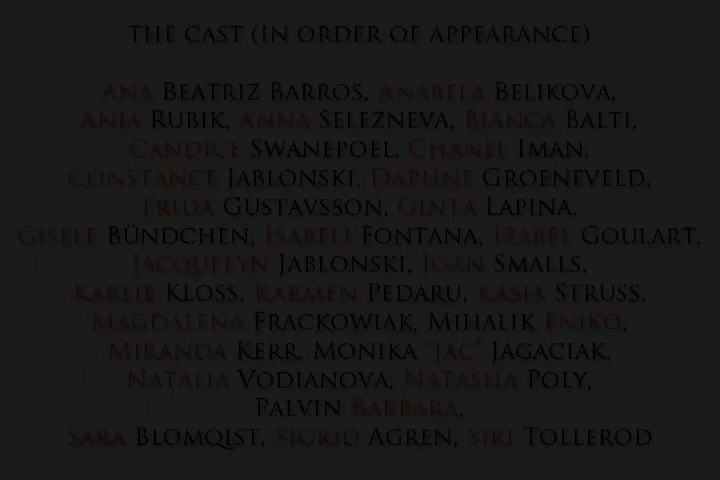 THE CAST (IN ORDER OF APPEARANCE)
ANA BEATRIZ BARROS, ANABELA BELIKOVA,
ANJA RUBIK, ANNA SELEZNEVA, BIANCA BALTI,
CANDICE SWANEPOEL, CHANEL IMAN,
CONSTANCE JABLONSKI, DAPHNE GROENEVELD,
ERIDA GUSTAVSSON, GINTA LAPINA,
GISELE BÜNDCHEN, ISABELI FONTANA, IZABEL GOULART,
JACQUELYN JABLONSKI, JOAN SMALLS,
KARLIE KLOSS, KARMEN PEDARU, KASIA STRUSS,
MAGDALENA FRACKOWIAK, MIHALIK ENIKO,
MIRANDA KERR, MONIKA "JAC" JAGACIAK,
NATALIA VODIANOVA, NATASHA POLY,
PALVIN BARBARA,
SARA BLOMQIST, SIGRID AGREN, SIRI TOLLEROD